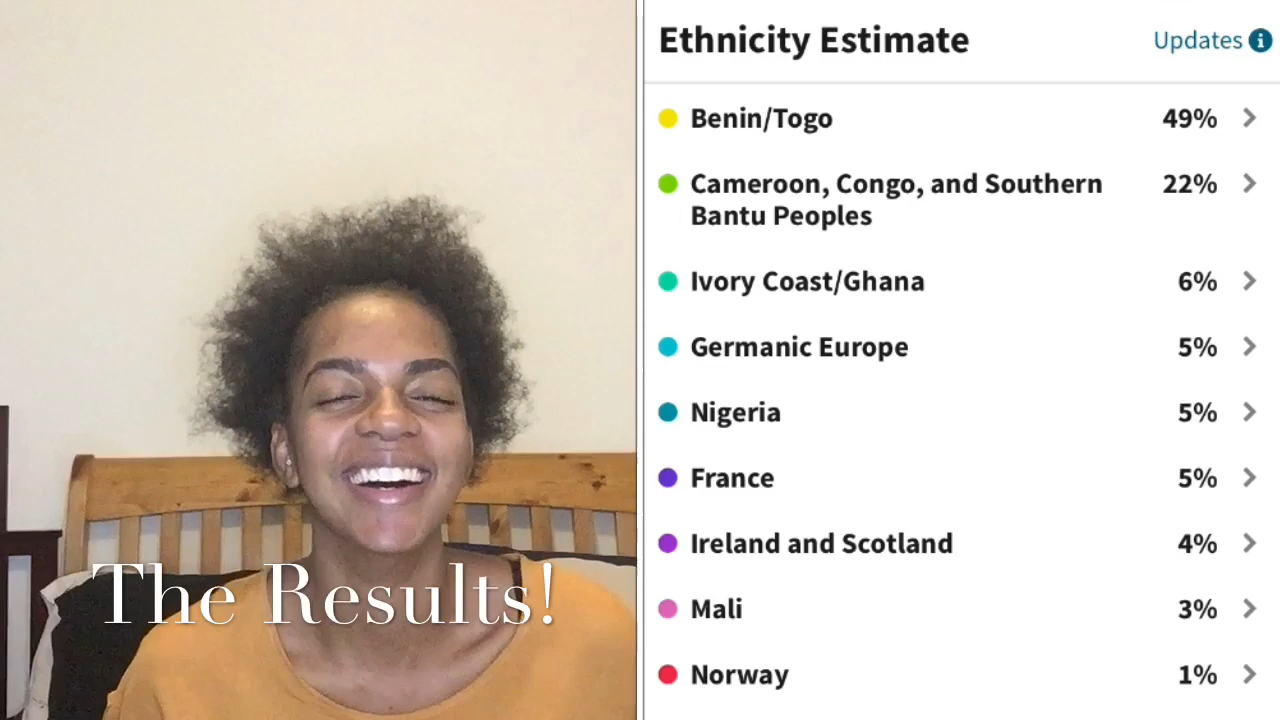 The Results!
Ethnicity Estimate
Updates
Benin/Togo 49%
Cameroon, Congo, and Southern 22%
Bantu Peoples
Ivory Coast/Ghana 6%
Germanic Europe 5%
Nigeria 5%
France 5%
Ireland and Scotland 4%
Mali 3%
Norway 1%